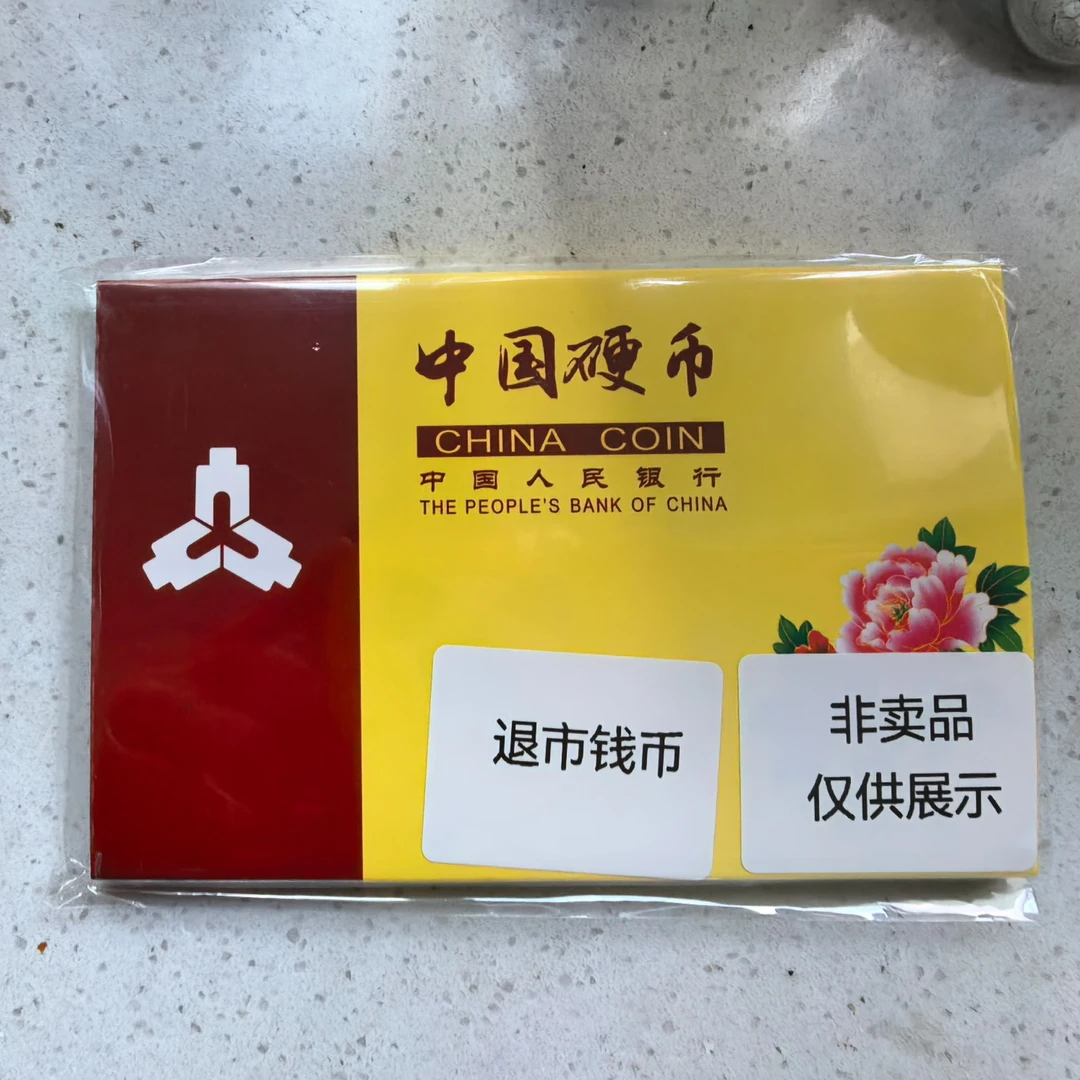 中国硬币
CHINA COIN
中国人民银行
THE PEOPLE'S BANK OF CHINA
退市钱币
非卖品
仅供展示